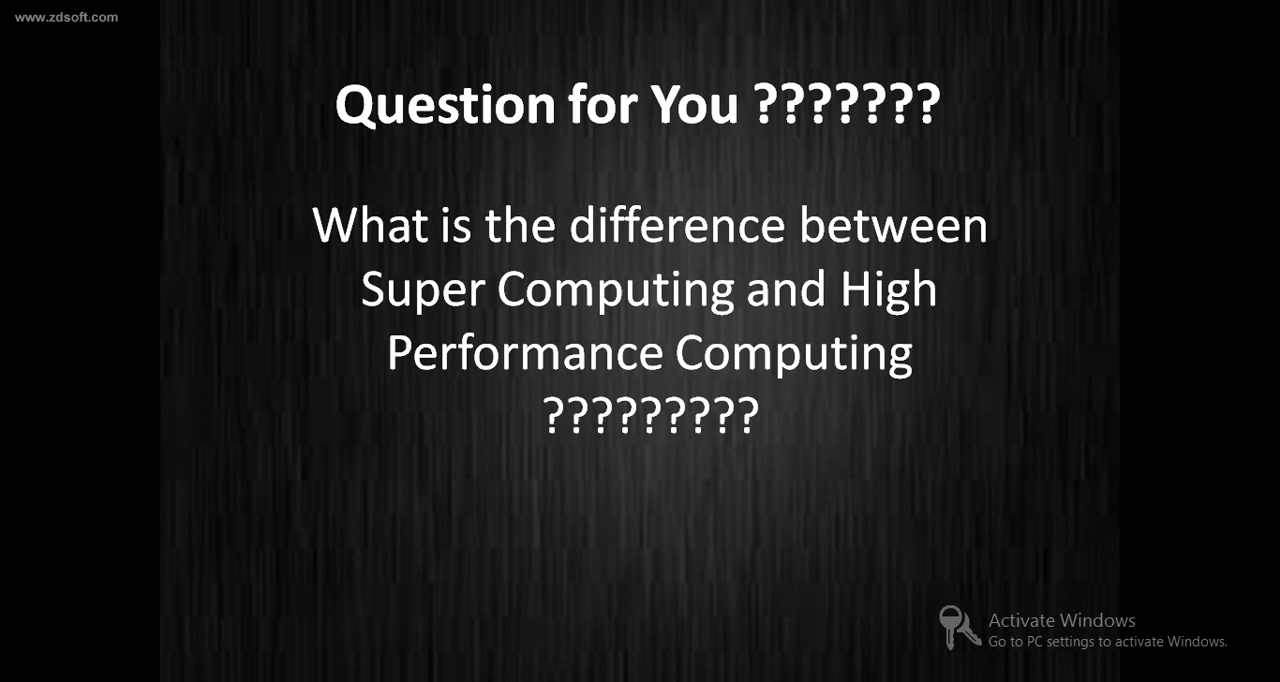 www.zdsoft.com
Question for You ???????
What is the difference between
Super Computing and High
Performance Computing
?????????
Activate Windows
Go to PC settings to activate Windows.